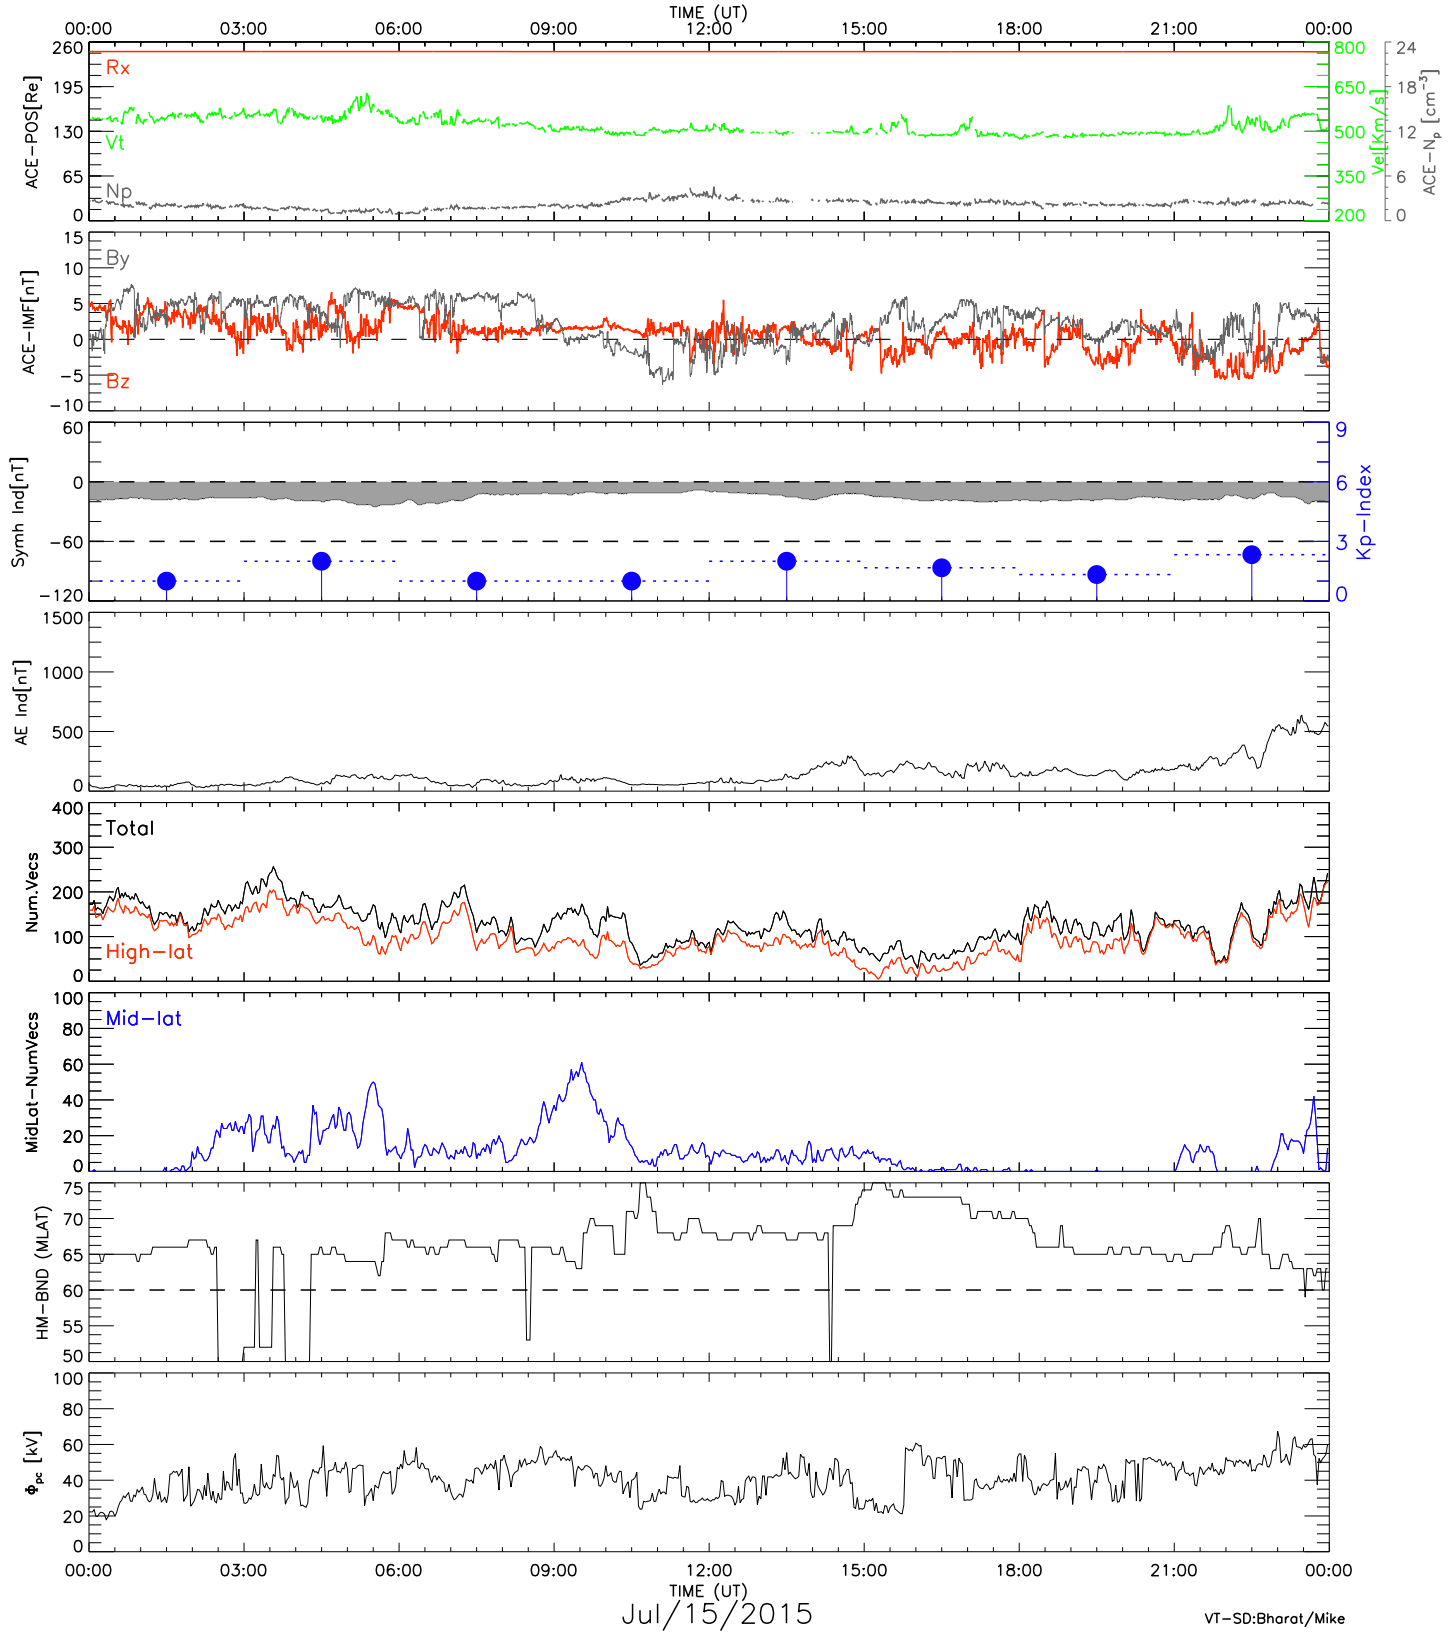 TIME (UT)
00:00 03:00 06:00 09:00 12:00 15:00 18:00 21:00 00:00
ACE-POS[Re]
260
195
130
65
0
Rx
Vt
Np
800
650
500
350
200
Vel[Km/s]
24
18
12
6
0
ACE-Np [cm-3]
ACE-IMF[nT]
15
10
5
0
-5
-10
By
Bz
Symh Ind[nT]
60
0
-60
-120
9
6
3
0
Kp-Index
AE Ind[nT]
1500
1000
500
0
Num.Vecs
400
300
200
100
0
Total
High-lat
MidLat-NumVecs
100
80
60
40
20
0
Mid-lat
HM-BND (MLAT)
75
70
65
60
55
50
Φpc [kV]
100
80
60
40
20
0
00:00 03:00 06:00 09:00 12:00 15:00 18:00 21:00 00:00
TIME (UT)
Jul/15/2015
VT-SD:Bharat/Mike